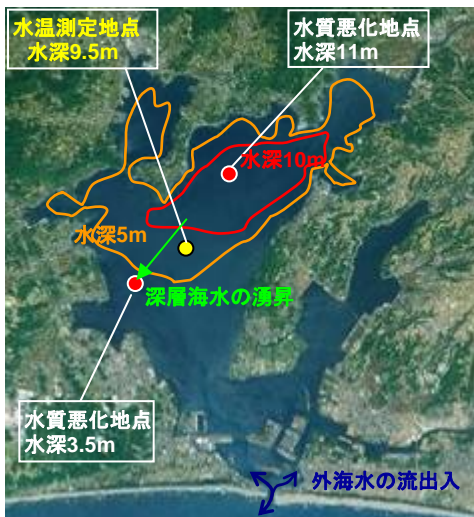 水温測定地点
水深9.5m
水質悪化地点
水深11m
水深10m
水深5m
深層海水の湧昇
水質悪化地点
水深3.5m
外海水の流出入